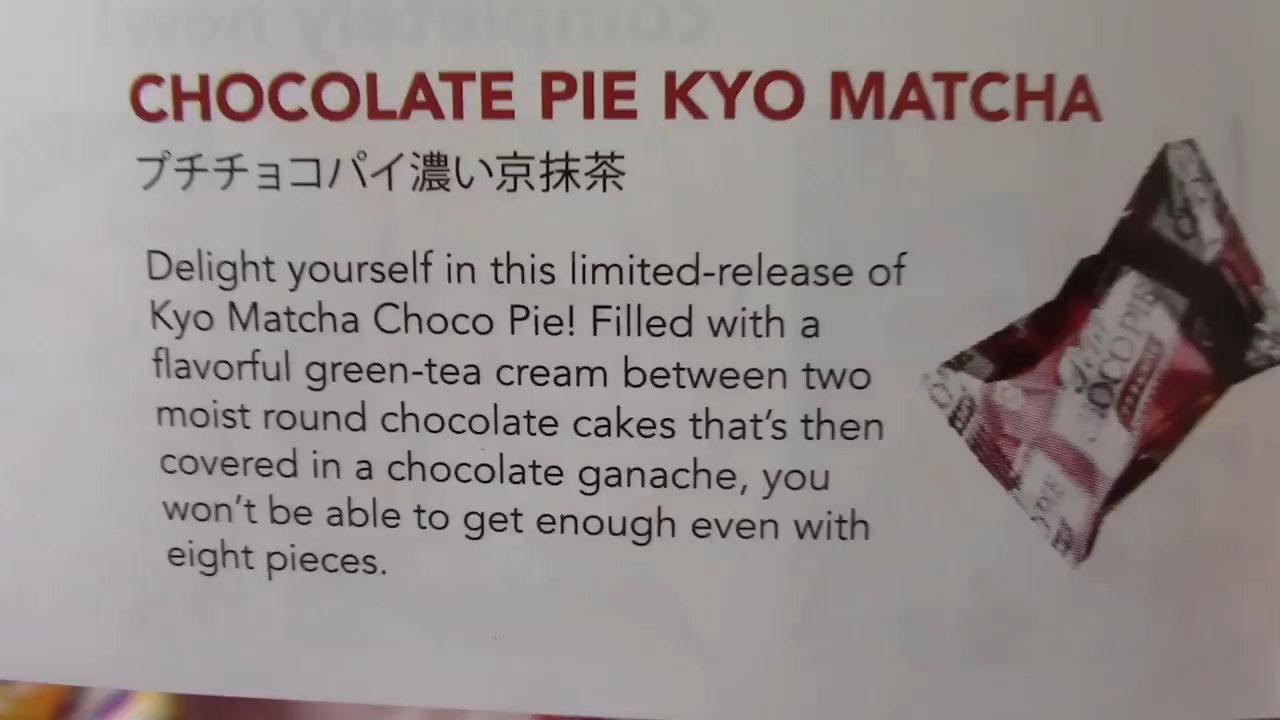 CHOCOLATE PIE KYO MATCHA
プチチョコパイ濃い京抹茶
Delight yourself in this limited-release of
Kyo Matcha Choco Pie! Filled with a
flavorful green-tea cream between two
moist round chocolate cakes that's then
covered in a chocolate ganache, you
won't be able to get enough even with
eight pieces.